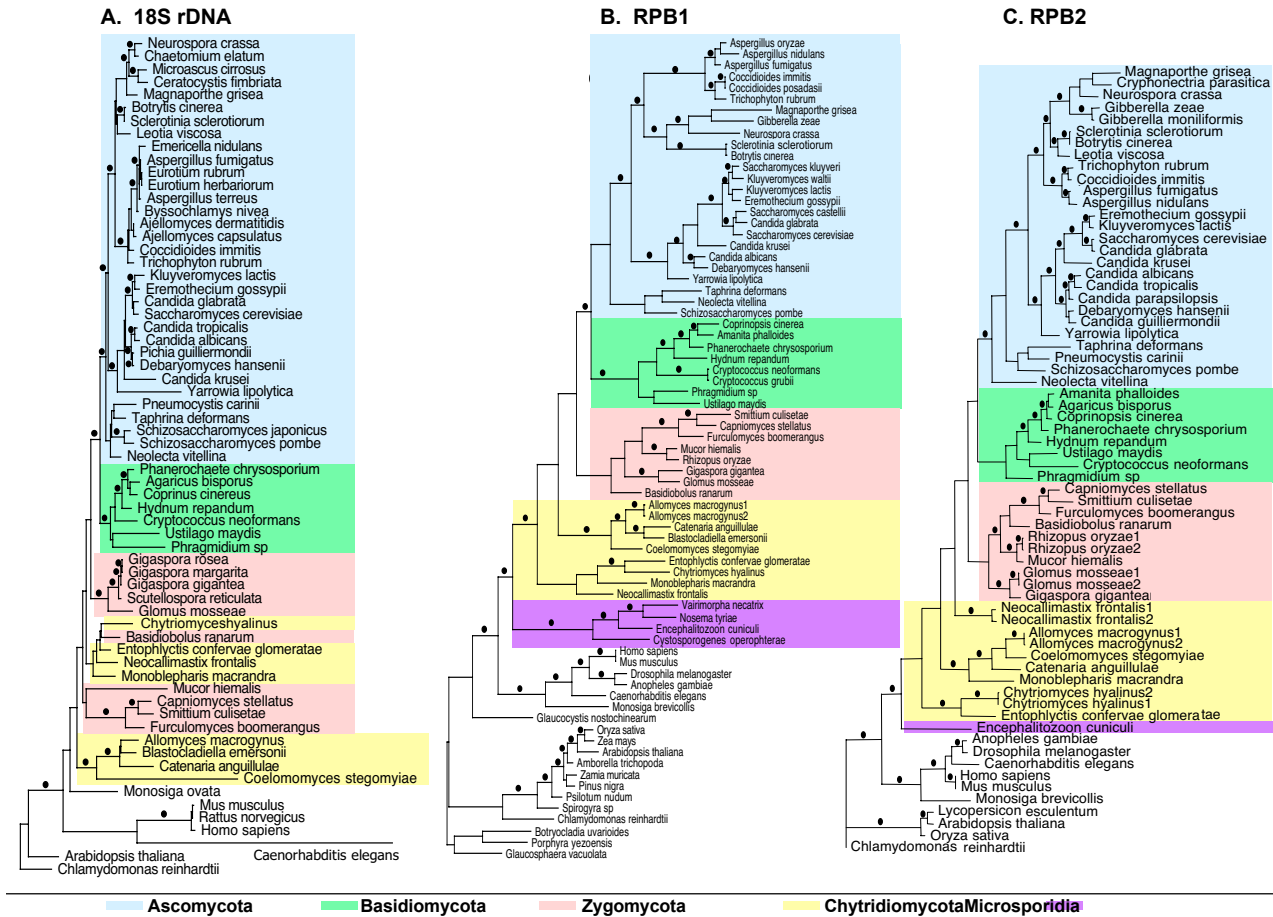 A. 18S rDNA
Neurospora crassa
Chaetomium elatum
Microascus cirrosus
Ceratocystis fimbriata
Magnaporthe grisea
Botrytis cinerea
Sclerotinia sclerotiorum
Leotia viscosa
Emericella nidulans
Aspergillus fumigatus
Eurotium rubrum
Eurotium herbariorum
Aspergillus terreus
Byssochlamys nivea
Ajellomyces dermatitidis
Ajellomyces capsulatus
Coccidioides immitis
Trichophyton rubrum
Kluyveromyces lactis
Eremothecium gossypii
Candida glabrata
Saccharomyces cerevisiae
Candida tropicalis
Candida albicans
Pichia guilliermondii
Debaryomyces hansenii
Candida krusei
Yarrowia lipolytica
Pneumocystis carinii
Taphrina deformans
Schizosaccharomyces japonicus
Schizosaccharomyces pombe
Neolecta vitellina
Phanerochaete chrysosporium
Agaricus bisporus
Coprinus cinereus
Hydnum repandum
Cryptococcus neoformans
Ustilago maydis
Phragmidium sp
Gigaspora rosea
Gigaspora margarita
Gigaspora gigantea
Scutellospora reticulata
Glomus mosseae
Chytriomyceshyalinus
Basidiobolus ranarum
Entophlyctis confervae glomeratae
Neocallimastix frontalis
Monoblepharis macrandra
Mucor hiemalis
Capniomyces stellatus
Smittium culisetae
Furculomyces boomerangus
Allomyces macrogynus
Blastocladiella emersonii
Catenaria anguillulae
Coelomomyces stegomyiae
Monosiga ovata
Mus musculus
Rattus norvegicus
Homo sapiens
Caenorhabditis elegans
Arabidopsis thaliana
Chlamydomonas reinhardtii
B. RPB1
Aspergillus oryzae
Aspergillus nidulans
Aspergillus fumigatus
Coccidioides immitis
Coccidioides posadasii
Trichophyton rubrum
Magnaporthe grisea
Gibberella zeae
Neurospora crassa
Sclerotinia sclerotiorum
Botrytis cinerea
Saccharomyces kluyveri
Kluyveromyces waltii
Kluyveromyces lactis
Eremothecium gossypii
Saccharomyces castellii
Candida glabrata
Saccharomyces cerevisiae
Candida krusei
Candida albicans
Debaryomyces hansenii
Yarrowia lipolytica
Taphrina deformans
Neolecta vitellina
Schizosaccharomyces pombe
Coprinopsis cinerea
Amanita phalloides
Phanerochaete chrysosporium
Hydnum repandum
Cryptococcus neoformans
Cryptococcus grubii
Phragmidium sp
Ustilago maydis
Smittium culisetae
Capniomyces stellatus
Furculomyces boomerangus
Mucor hiemalis
Rhizopus oryzae
Gigaspora gigantea
Glomus mosseae
Basidiobolus ranarum
Allomyces macrogynus1
Allomyces macrogynus2
Catenaria anguillulae
Blastocladiella emersonii
Coelomomyces stegomyiae
Entophlyctis confervae glomeratae
Chytriomyces hyalinus
Monoblepharis macrandra
Neocallimastix frontalis
Vairimorpha necatrix
Nosema tyriae
Encephalitozoon cuniculi
Cystosporogenes operophterae
Homo sapiens
Mus musculus
Drosophila melanogaster
Anopheles gambiae
Caenorhabditis elegans
Monosiga brevicollis
Glaucocystis nostochinearum
Oryza sativa
Zea mays
Arabidopsis thaliana
Amborella trichopoda
Zamia muricata
Pinus nigra
Psilotum nudum
Spirogyra sp
Chlamydomonas reinhardtii
Botryocladia uvarioides
Porphyra yezoensis
Glaucosphaera vacuolata
C. RPB2
Magnaporthe grisea
Cryphonectria parasitica
Neurospora crassa
Gibberella zeae
Gibberella moniliformis
Sclerotinia sclerotiorum
Botrytis cinerea
Leotia viscosa
Trichophyton rubrum
Coccidioides immitis
Aspergillus fumigatus
Aspergillus nidulans
Eremothecium gossypii
Kluyveromyces lactis
Saccharomyces cerevisiae
Candida glabrata
Candida krusei
Candida albicans
Candida tropicalis
Candida parapsilopsis
Debaryomyces hansenii
Candida guilliermondii
Yarrowia lipolytica
Taphrina deformans
Pneumocystis carinii
Schizosaccharomyces pombe
Neolecta vitellina
Amanita phalloides
Agaricus bisporus
Coprinopsis cinerea
Phanerochaete chrysosporium
Hydnum repandum
Ustilago maydis
Cryptococcus neoformans
Phragmidium sp
Capniomyces stellatus
Smittium culisetae
Furculomyces boomerangus
Basidiobolus ranarum
Rhizopus oryzae1
Rhizopus oryzae2
Mucor hiemalis
Glomus mosseae1
Glomus mosseae2
Gigaspora gigantea
Neocallimastix frontalis1
Neocallimastix frontalis2
Allomyces macrogynus1
Allomyces macrogynus2
Coelomomyces stegomyiae
Catenaria anguillulae
Monoblepharis macrandra
Chytriomyces hyalinus2
Chytriomyces hyalinus1
Entophlyctis confervae glomeratae
Encephalitozoon cuniculi
Anopheles gambiae
Drosophila melanogaster
Caenorhabditis elegans
Homo sapiens
Mus musculus
Monosiga brevicollis
Lycopersicon esculentum
Arabidopsis thaliana
Oryza sativa
Chlamydomonas reinhardtii
Ascomycota Basidiomycota Zygomycota ChytridiomycotaMicrosporidia